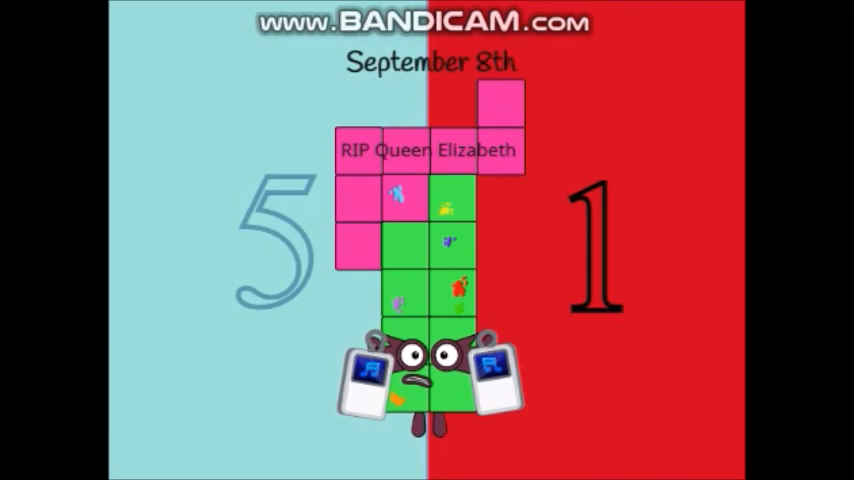 www.BANDICAM.com
September 8th
RIP Queen Elizabeth
5 1